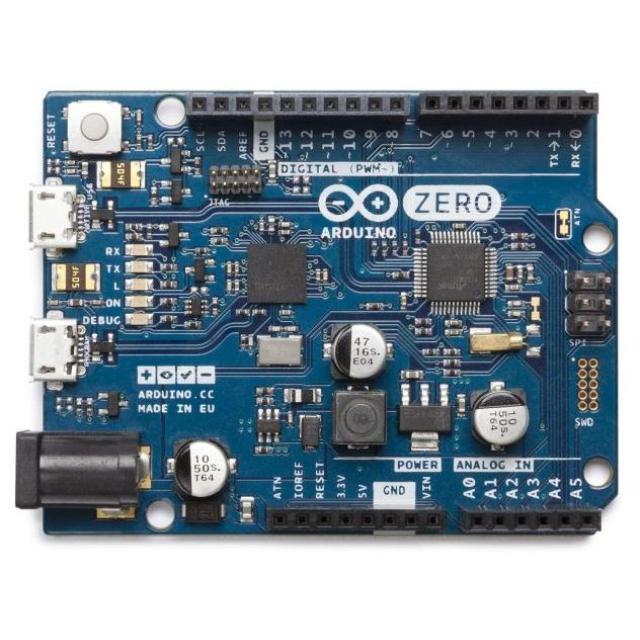 RESET
SCL
SDA
AREF
GND
~13
~12
~11
~10
~9
~8
7
~6
~5
~4
~3
2
TX→1
RX←0
DIGITAL (PWM~)
JTAG
ZERO
ARDUINO
ATN
RX
TX
L
ON
DEBUG
504F
504F
SPI
SWD
47
16S.
E04
10
50S.
T64
10
50S.
T64
ARDUINO.CC
MADE IN EU
POWER
ANALOG IN
ATN
IOREF
RESET
3.3V
5V
GND
VIN
A0
A1
A2
A3
A4
A5